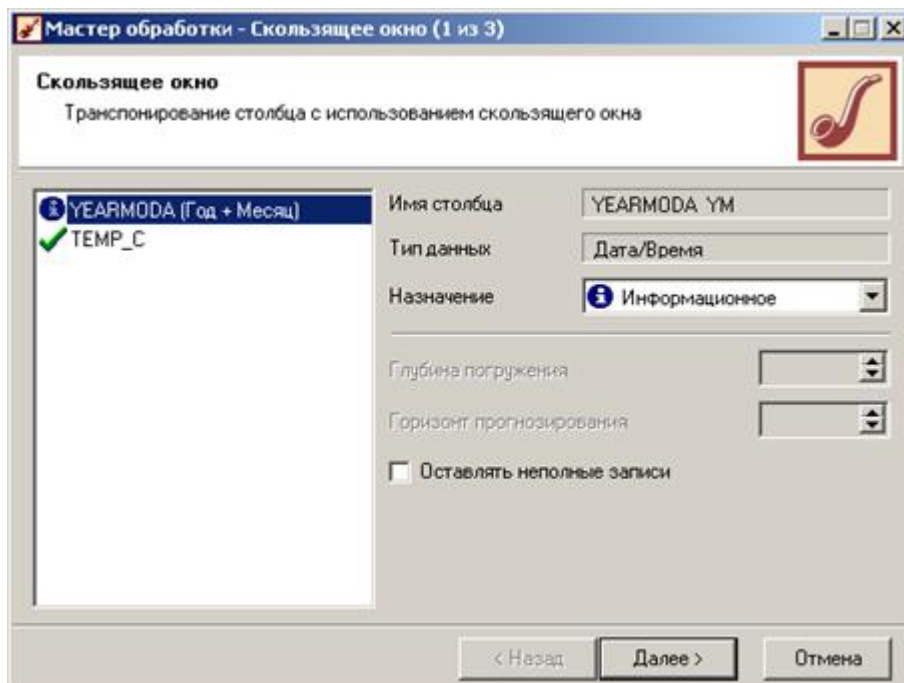 Мастер обработки - Скользящее окно (1 из 3)
Скользящее окно
Транспонирование столбца с использованием скользящего окна
YEARMODA (Год + Месяц)
TEMP_C
Имя столбца
YEARMODA YM
Тип данных
Дата/Время
Назначение
Информационное
Глубина погружения
Горизонт прогнозирования
Оставлять неполные записи
< Назад
Далее >
Отмена